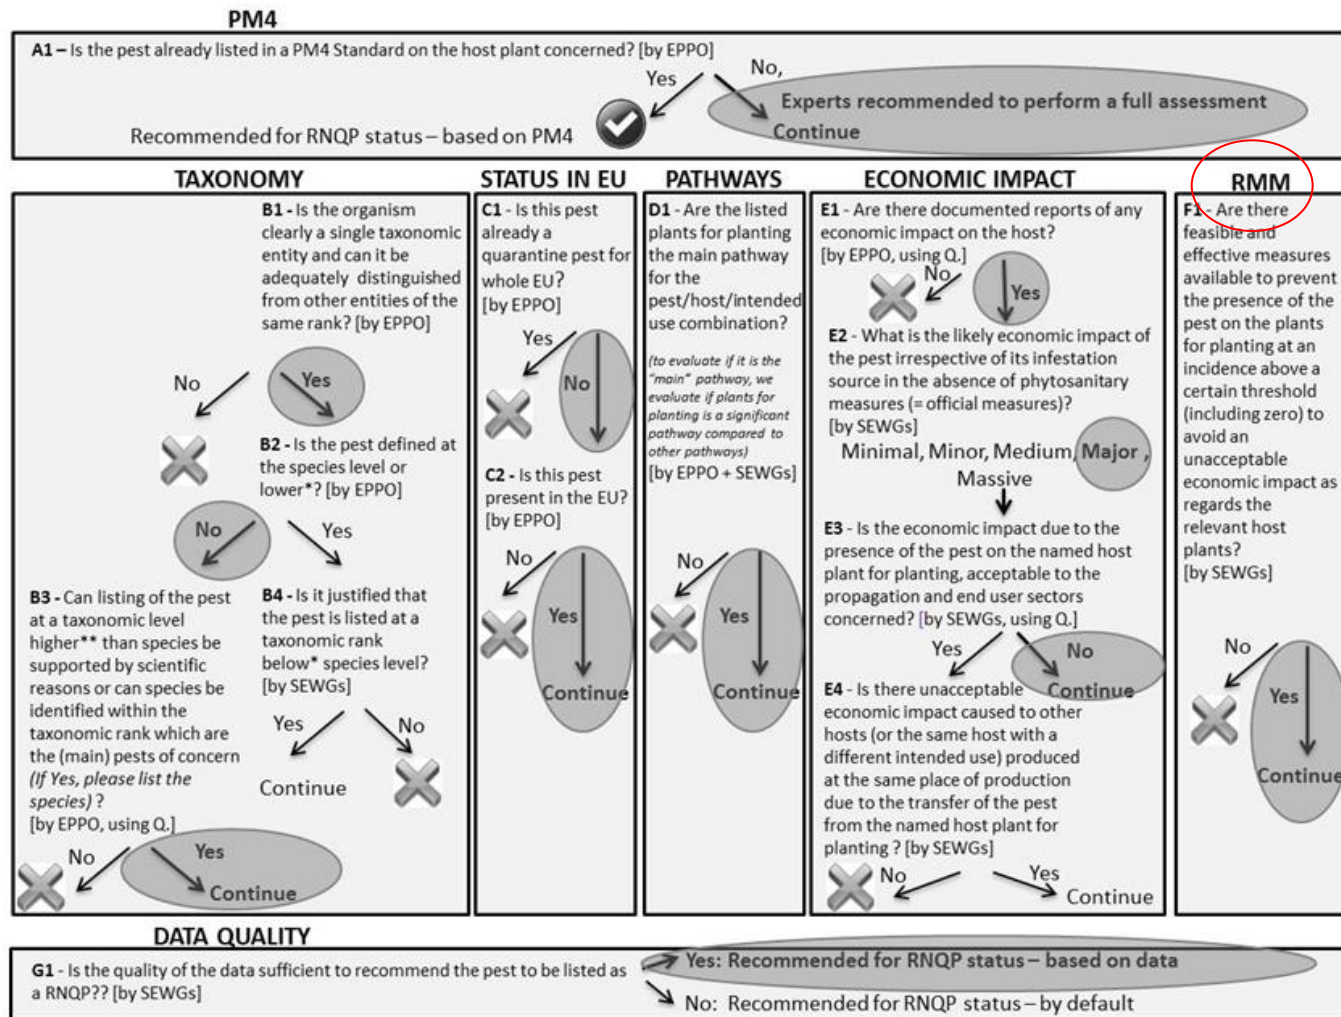 PM4
A1 – Is the pest already listed in a PM4 Standard on the host plant concerned? [by EPPO]
Yes
No,
Experts recommended to perform a full assessment
Continue
Recommended for RNQP status – based on PM4
TAXONOMY
B1 - Is the organism
clearly a single taxonomic
entity and can it be
adequately distinguished
from other entities of the
same rank? [by EPPO]
No
Yes
B2 - Is the pest defined at
the species level or
lower*? [by EPPO]
No
Yes
B3 - Can listing of the pest
at a taxonomic level
higher** than species be
supported by scientific
reasons or can species be
identified within the
taxonomic rank which are
the (main) pests of concern
(If Yes, please list the
species) ?
[by EPPO, using Q.]
No
Yes
Continue
B4 - Is it justified that
the pest is listed at a
taxonomic rank
below* species level?
[by SEWGs]
Yes
No
Continue
STATUS IN EU
C1 - Is this pest
already a
quarantine pest for
whole EU?
[by EPPO]
Yes
No
C2 - Is this pest
present in the EU?
[by EPPO]
No
Yes
Continue
PATHWAYS
D1 - Are the listed
plants for planting
the main pathway
for the
pest/host/intended
use combination?
(to evaluate if it is the
"main" pathway, we
evaluate if plants for
planting is a significant
pathway compared to
other pathways)
[by EPPO + SEWGs]
No
Yes
Continue
ECONOMIC IMPACT
E1 - Are there documented reports of any
economic impact on the host?
[by EPPO, using Q.]
No
Yes
E2 - What is the likely economic impact of
the pest irrespective of its infestation
source in the absence of phytosanitary
measures (= official measures)?
[by SEWGs]
Minimal, Minor, Medium, Major ,
Massive
E3 - Is the economic impact due to the
presence of the pest on the named host
plant for planting, acceptable to the
propagation and end user sectors
concerned? [by SEWGs, using Q.]
Yes
No
Continue
E4 - Is there unacceptable
economic impact caused to other
hosts (or the same host with a
different intended use) produced
at the same place of production
due to the transfer of the pest
from the named host plant for
planting ? [by SEWGs]
No
Yes
Continue
RMM
F1 - Are there
feasible and
effective measures
available to prevent
the presence of the
pest on the plants
for planting at an
incidence above a
certain threshold
(including zero) to
avoid an
unacceptable
economic impact as
regards the
relevant host
plants?
[by SEWGs]
No
Yes
Continue
DATA QUALITY
G1 - Is the quality of the data sufficient to recommend the pest to be listed as
a RNQP?? [by SEWGs]
Yes: Recommended for RNQP status – based on data
No: Recommended for RNQP status – by default